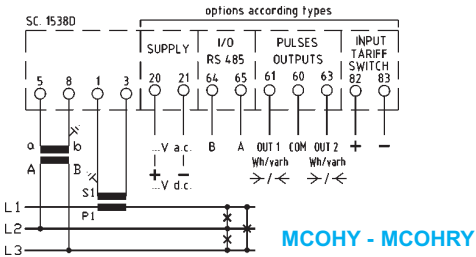 options according types
SC. 1538D
SUPPLY
I/O
RS 485
PULSES
OUTPUTS
INPUT
TARIFF
SWITCH
5 8 1 3 20 21 64 65 61 60 63 82 83
a b
A B
S1
P1
...V a.c.
+ −
...V d.c.
B A OUT 1 COM OUT 2 + −
Wh/varh Wh/varh
L1
L2
L3
MCOHY - MCOHRY